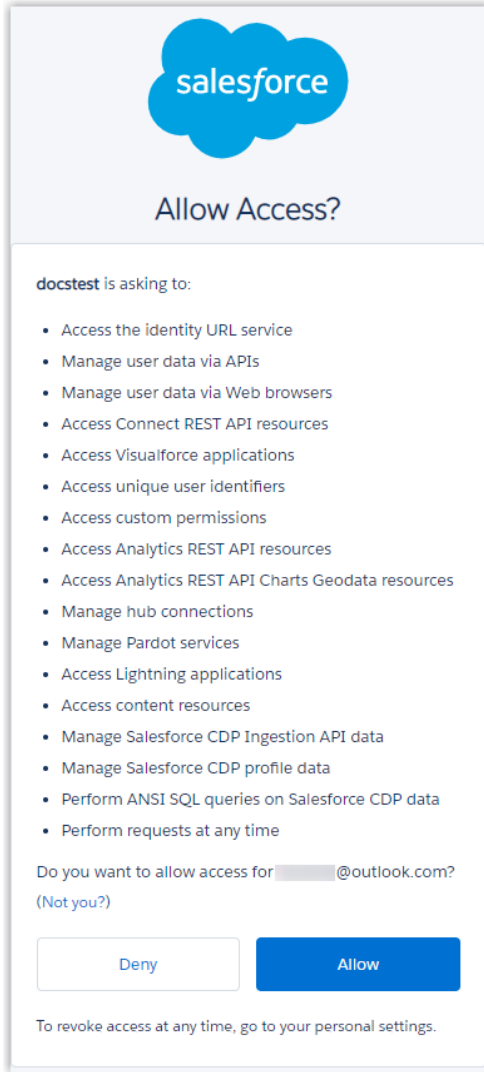 salesforce
Allow Access?
docstest is asking to:
• Access the identity URL service
• Manage user data via APIs
• Manage user data via Web browsers
• Access Connect REST API resources
• Access Visualforce applications
• Access unique user identifiers
• Access custom permissions
• Access Analytics REST API resources
• Access Analytics REST API Charts Geodata resources
• Manage hub connections
• Manage Pardot services
• Access Lightning applications
• Access content resources
• Manage Salesforce CDP Ingestion API data
• Manage Salesforce CDP profile data
• Perform ANSI SQL queries on Salesforce CDP data
• Perform requests at any time
Do you want to allow access for @outlook.com?
(Not you?)
Deny Allow
To revoke access at any time, go to your personal settings.